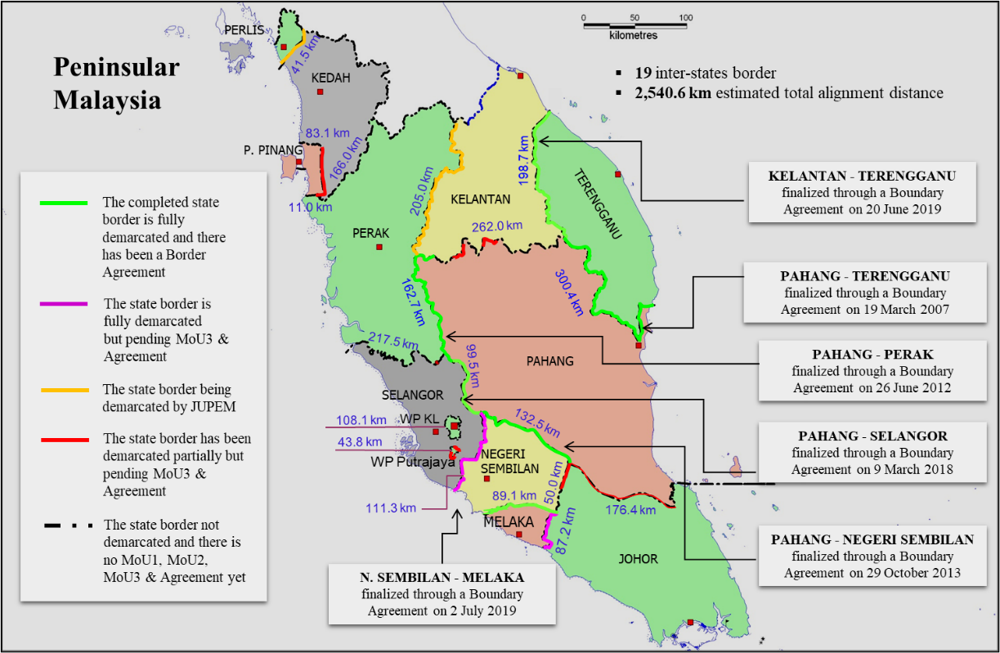 Peninsular
Malaysia
0 50 100
kilometres
▪ 19 inter-states border
▪ 2,540.6 km estimated total alignment distance
PERLIS
41.5 km
KEDAH
83.1 km
P. PINANG
166.0 km
11.0 km
205.0 km
KELANTAN
198.7 km
TERENGGANU
262.0 km
PERAK
162.7 km
300.4 km
217.5 km
99.5 km
PAHANG
SELANGOR
132.5 km
108.1 km
WP KL
43.8 km
WP Putrajaya
NEGERI
SEMBILAN
50.0 km
89.1 km
111.3 km
176.4 km
MELAKA
87.2 km
JOHOR
The completed state
border is fully
demarcated and there
has been a Border
Agreement
The state border is
fully demarcated
but pending MoU3 &
Agreement
The state border being
demarcated by JUPEM
The state border has been
demarcated partially but
pending MoU3 &
Agreement
The state border not
demarcated and there is
no MoU1, MoU2,
MoU3 & Agreement yet
KELANTAN - TERENGGANU
finalized through a Boundary
Agreement on 20 June 2019
PAHANG - TERENGGANU
finalized through a Boundary
Agreement on 19 March 2007
PAHANG - PERAK
finalized through a Boundary
Agreement on 26 June 2012
PAHANG - SELANGOR
finalized through a Boundary
Agreement on 9 March 2018
PAHANG - NEGERI SEMBILAN
finalized through a Boundary
Agreement on 29 October 2013
N. SEMBILAN - MELAKA
finalized through a Boundary
Agreement on 2 July 2019